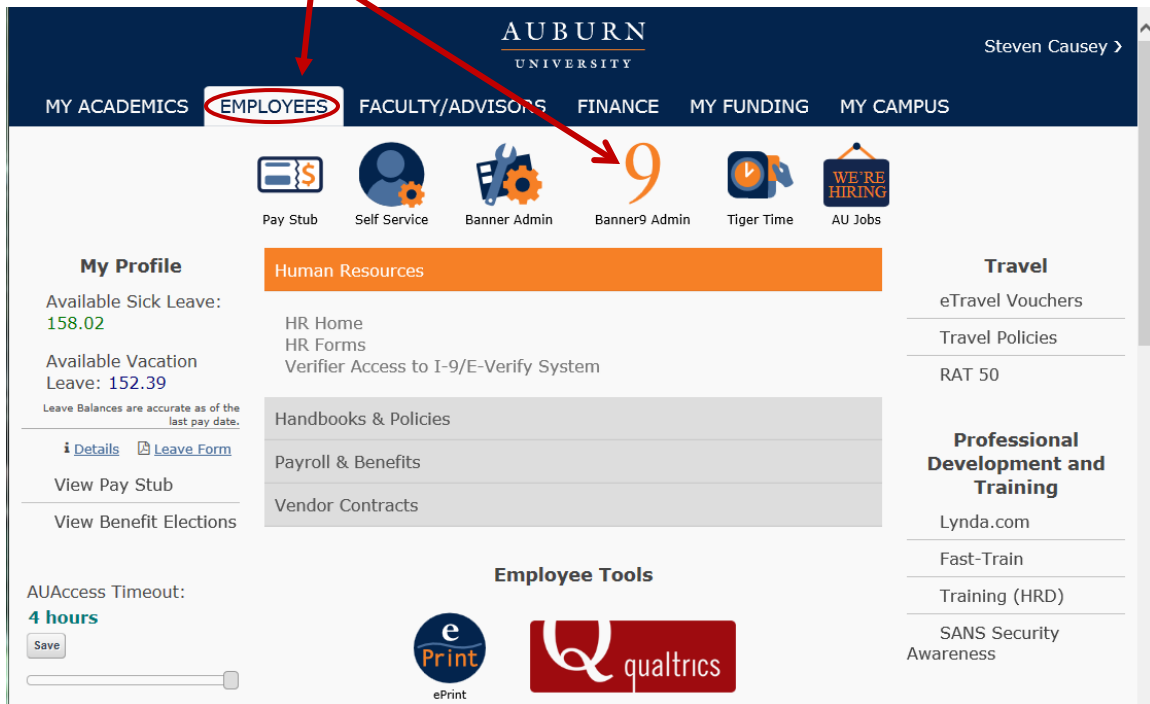 AUBURN
UNIVERSITY
Steven Causey ›
MY ACADEMICS EMPLOYEES FACULTY/ADVISORS FINANCE MY FUNDING MY CAMPUS
9
WE'RE
HIRING
Pay Stub Self Service Banner Admin Banner9 Admin Tiger Time AU Jobs
My Profile
Available Sick Leave:
158.02
Available Vacation
Leave: 152.39
Leave Balances are accurate as of the
last pay date.
Details Leave Form
View Pay Stub
View Benefit Elections
AUAccess Timeout:
4 hours
Save
Human Resources
HR Home
HR Forms
Verifier Access to I-9/E-Verify System
Handbooks & Policies
Payroll & Benefits
Vendor Contracts
Employee Tools
e
Print
ePrint
Q qualtrics
Travel
eTravel Vouchers
Travel Policies
RAT 50
Professional
Development and
Training
Lynda.com
Fast-Train
Training (HRD)
SANS Security
Awareness